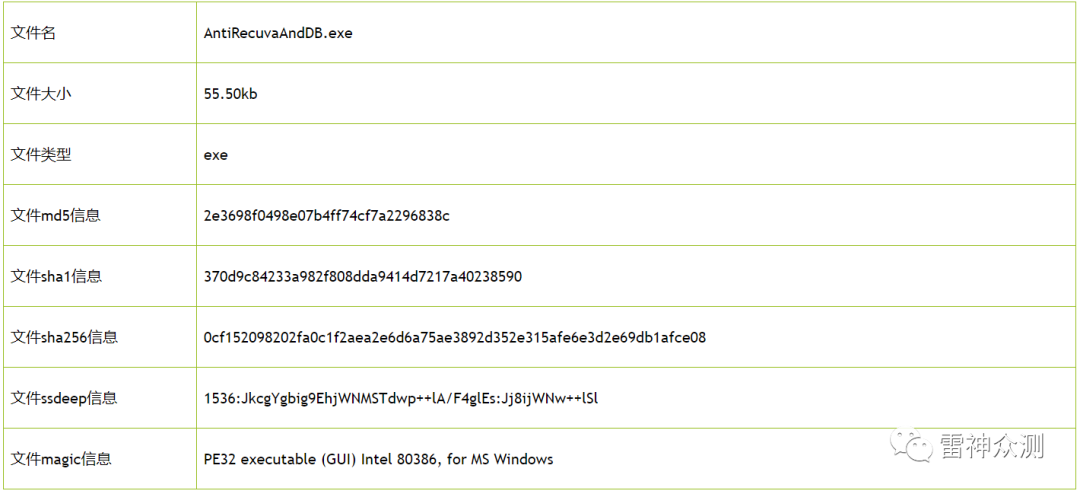 文件名 AntiRecuvaAndDB.exe
文件大小 55.50kb
文件类型 exe
文件md5信息 2e3698f0498e07b4ff74cf7a2296838c
文件sha1信息 370d9c84233a982f808dda9414d7217a40238590
文件sha256信息 0cf152098202fa0c1f2aea2e6d6a75ae3892d352e315afe6e3d2e69db1afce08
文件ssdeep信息 1536:JkcgYgbig9EhjWNMSTdwp++lA/F4glEs:Jj8ijWNw++lSl
文件magic信息 PE32 executable (GUI) Intel 80386, for MS Windows
雷神众测